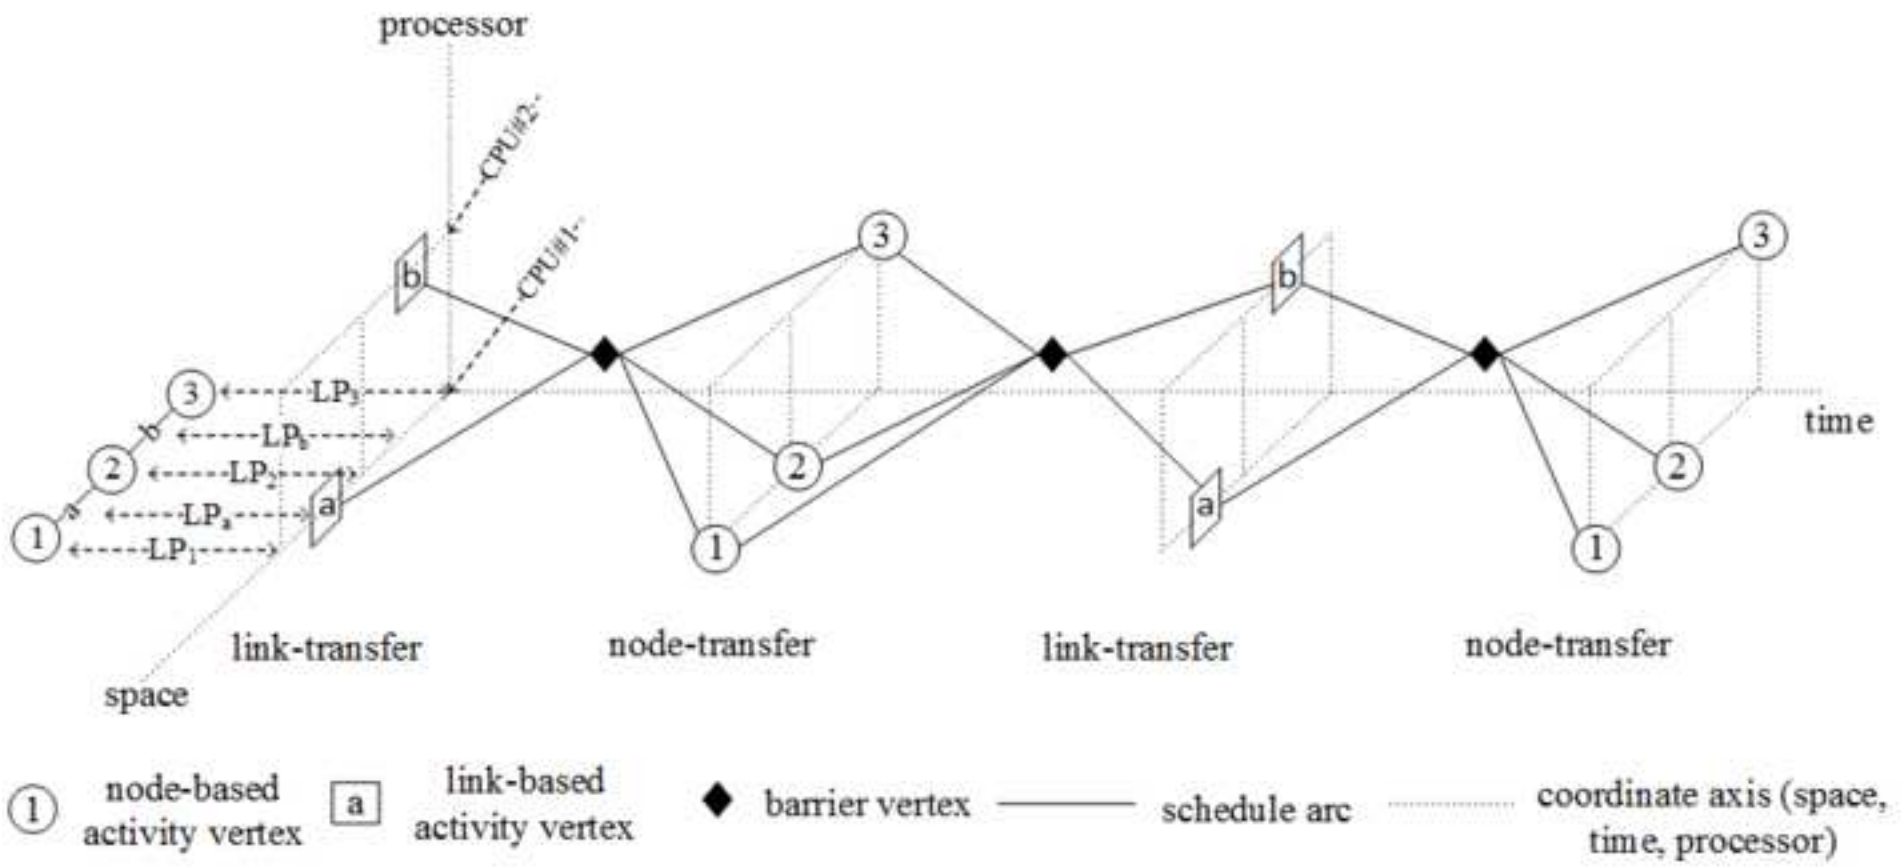 processor
CPU#2
CPU#1
3
3
b
b
3
LP3
b
LPb
time
2
LP2
2
2
a
LPa
a
a
1
LP1
1
1
link-transfer
node-transfer
link-transfer
node-transfer
space
1
node-based
activity vertex
a
link-based
activity vertex
barrier vertex
schedule arc
coordinate axis (space,
time, processor)